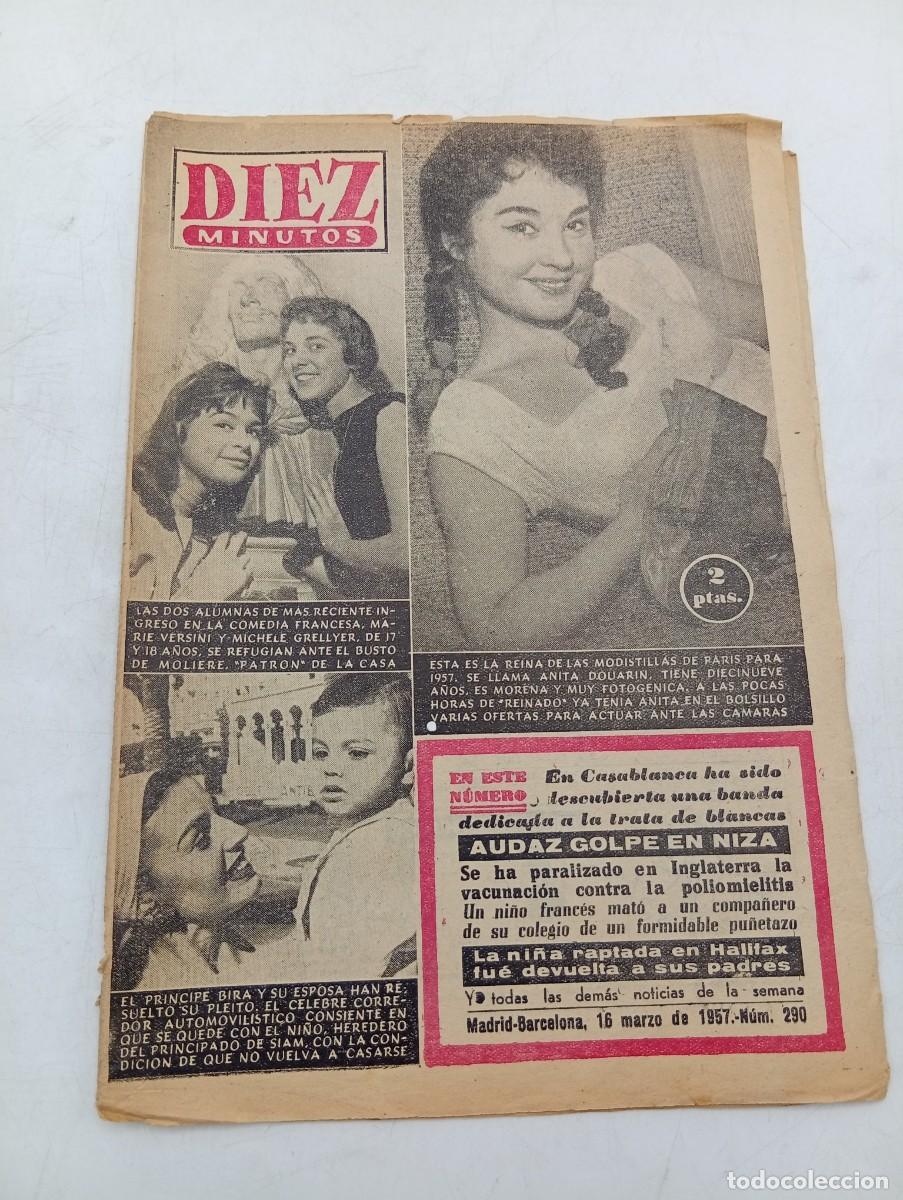 DIEZ
MINUTOS
LAS DOS ALUMNAS DE MAS RECIENTE IN-
GRESO EN LA COMEDIA FRANCESA, MA-
RIE VERSINI Y MICHELE GRELLYER, DE 17
Y 18 AÑOS, SE REFUGIAN ANTE EL BUSTO
DE MOLIERE, "PATRON" DE LA CASA
2
ptas.
ESTA ES LA REINA DE LAS MODISTILLAS DE PARIS PARA
1957. SE LLAMA ANITA DOUARIN, TIENE DIECINUEVE
AÑOS, ES MORENA Y MUY FOTOGENICA. A LAS POCAS
HORAS DE "REINADO" YA TENIA ANITA EN EL BOLSILLO
VARIAS OFERTAS PARA ACTUAR ANTE LAS CAMARAS
ANTIB
EL PRINCIPE BIRA Y SU ESPOSA HAN RE-
SUELTO SU PLEITO. EL CELEBRE CORRE-
DOR AUTOMOVILISTICO CONSIENTE EN
QUE SE QUEDE CON EL NIÑO, HEREDERO
DEL PRINCIPADO DE SIAM, CON LA CON-
DICION DE QUE NO VUELVA A CASARSE
EN ESTE
NÚMERO
En Casablanca ha sido
descubierta una banda
dedicada a la trata de blancas
AUDAZ GOLPE EN NIZA
Se ha paralizado en Inglaterra la
vacunación contra la poliomielitis
Un niño francés mató a un compañero
de su colegio de un formidable puñetazo
La niña raptada en Halifax
fué devuelta a sus padres
Y todas las demás noticias de la semana
Madrid-Barcelona, 16 marzo de 1957.-Núm. 290
todocoleccion